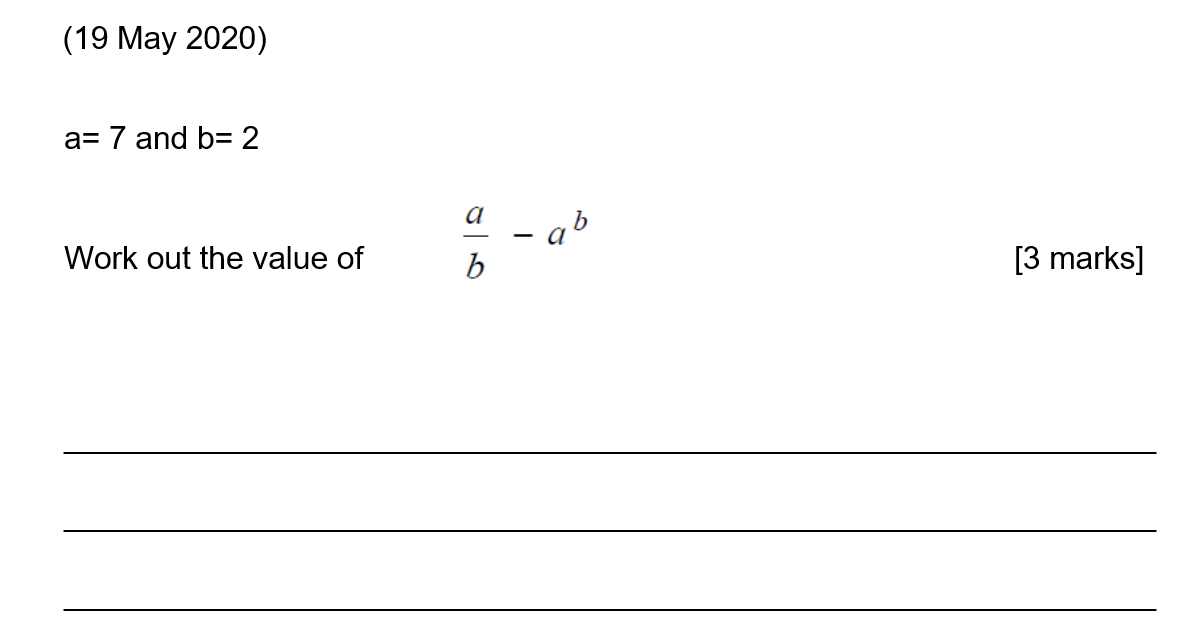 (19 May 2020)
a= 7 and b= 2
Work out the value of a/b − a^b [3 marks]